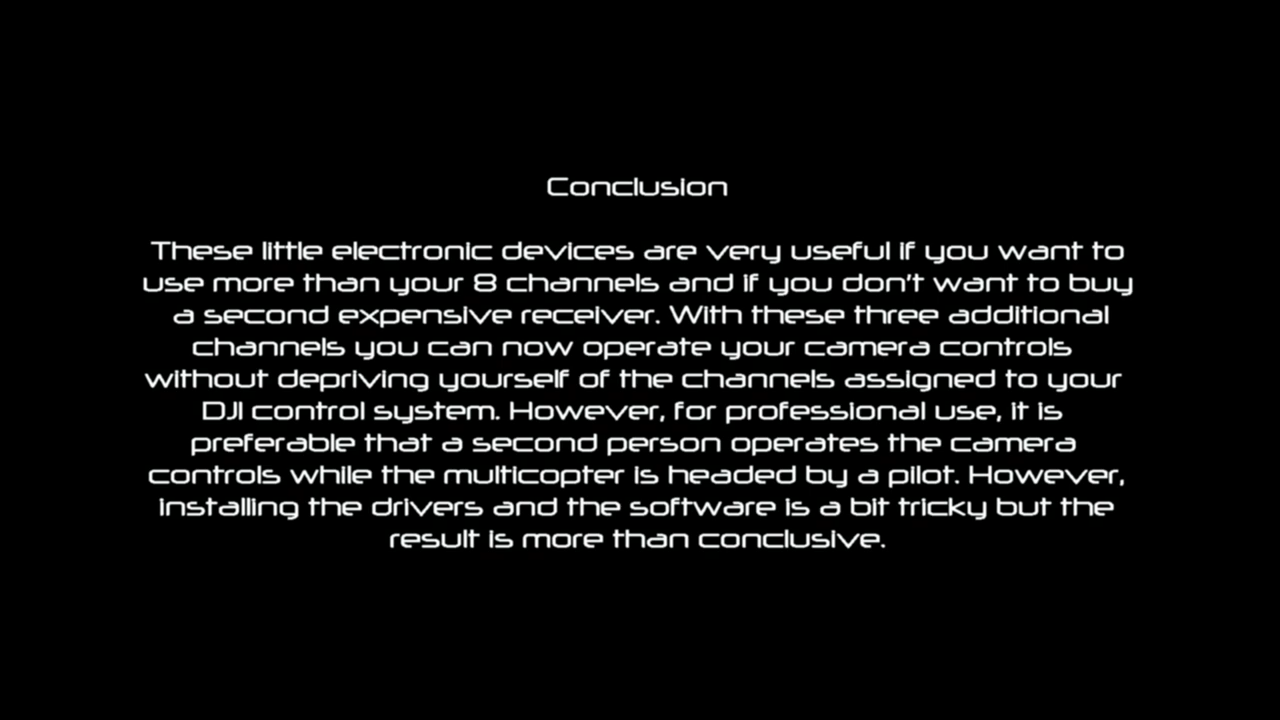 Conclusion
These little electronic devices are very useful if you want to
use more than your 8 channels and if you don't want to buy
a second expensive receiver. With these three additional
channels you can now operate your camera controls
without depriving yourself of the channels assigned to your
DJI control system. However, for professional use, it is
preferable that a second person operates the camera
controls while the multicopter is headed by a pilot. However,
installing the drivers and the software is a bit tricky but the
result is more than conclusive.